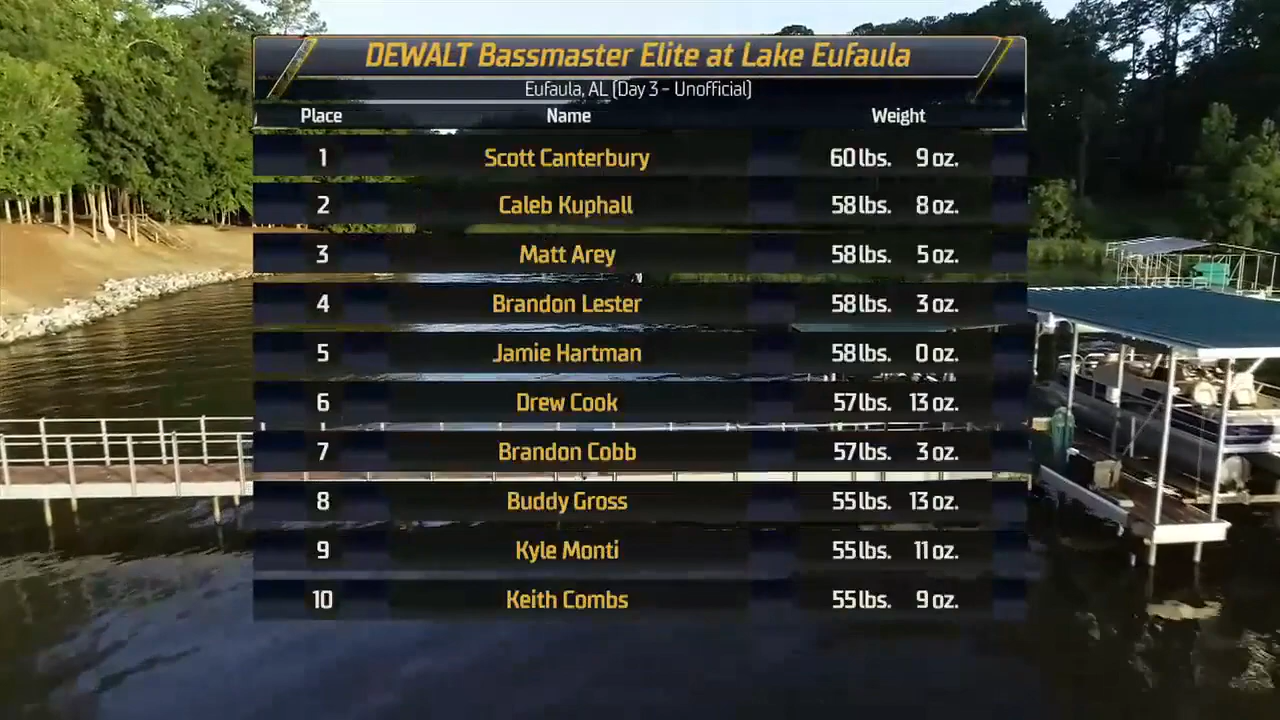 DEWALT Bassmaster Elite at Lake Eufaula
Eufaula, AL (Day 3 - Unofficial)
Place Name Weight
1 Scott Canterbury 60 lbs. 9 oz.
2 Caleb Kuphall 58 lbs. 8 oz.
3 Matt Arey 58 lbs. 5 oz.
4 Brandon Lester 58 lbs. 3 oz.
5 Jamie Hartman 58 lbs. 0 oz.
6 Drew Cook 57 lbs. 13 oz.
7 Brandon Cobb 57 lbs. 3 oz.
8 Buddy Gross 55 lbs. 13 oz.
9 Kyle Monti 55 lbs. 11 oz.
10 Keith Combs 55 lbs. 9 oz.